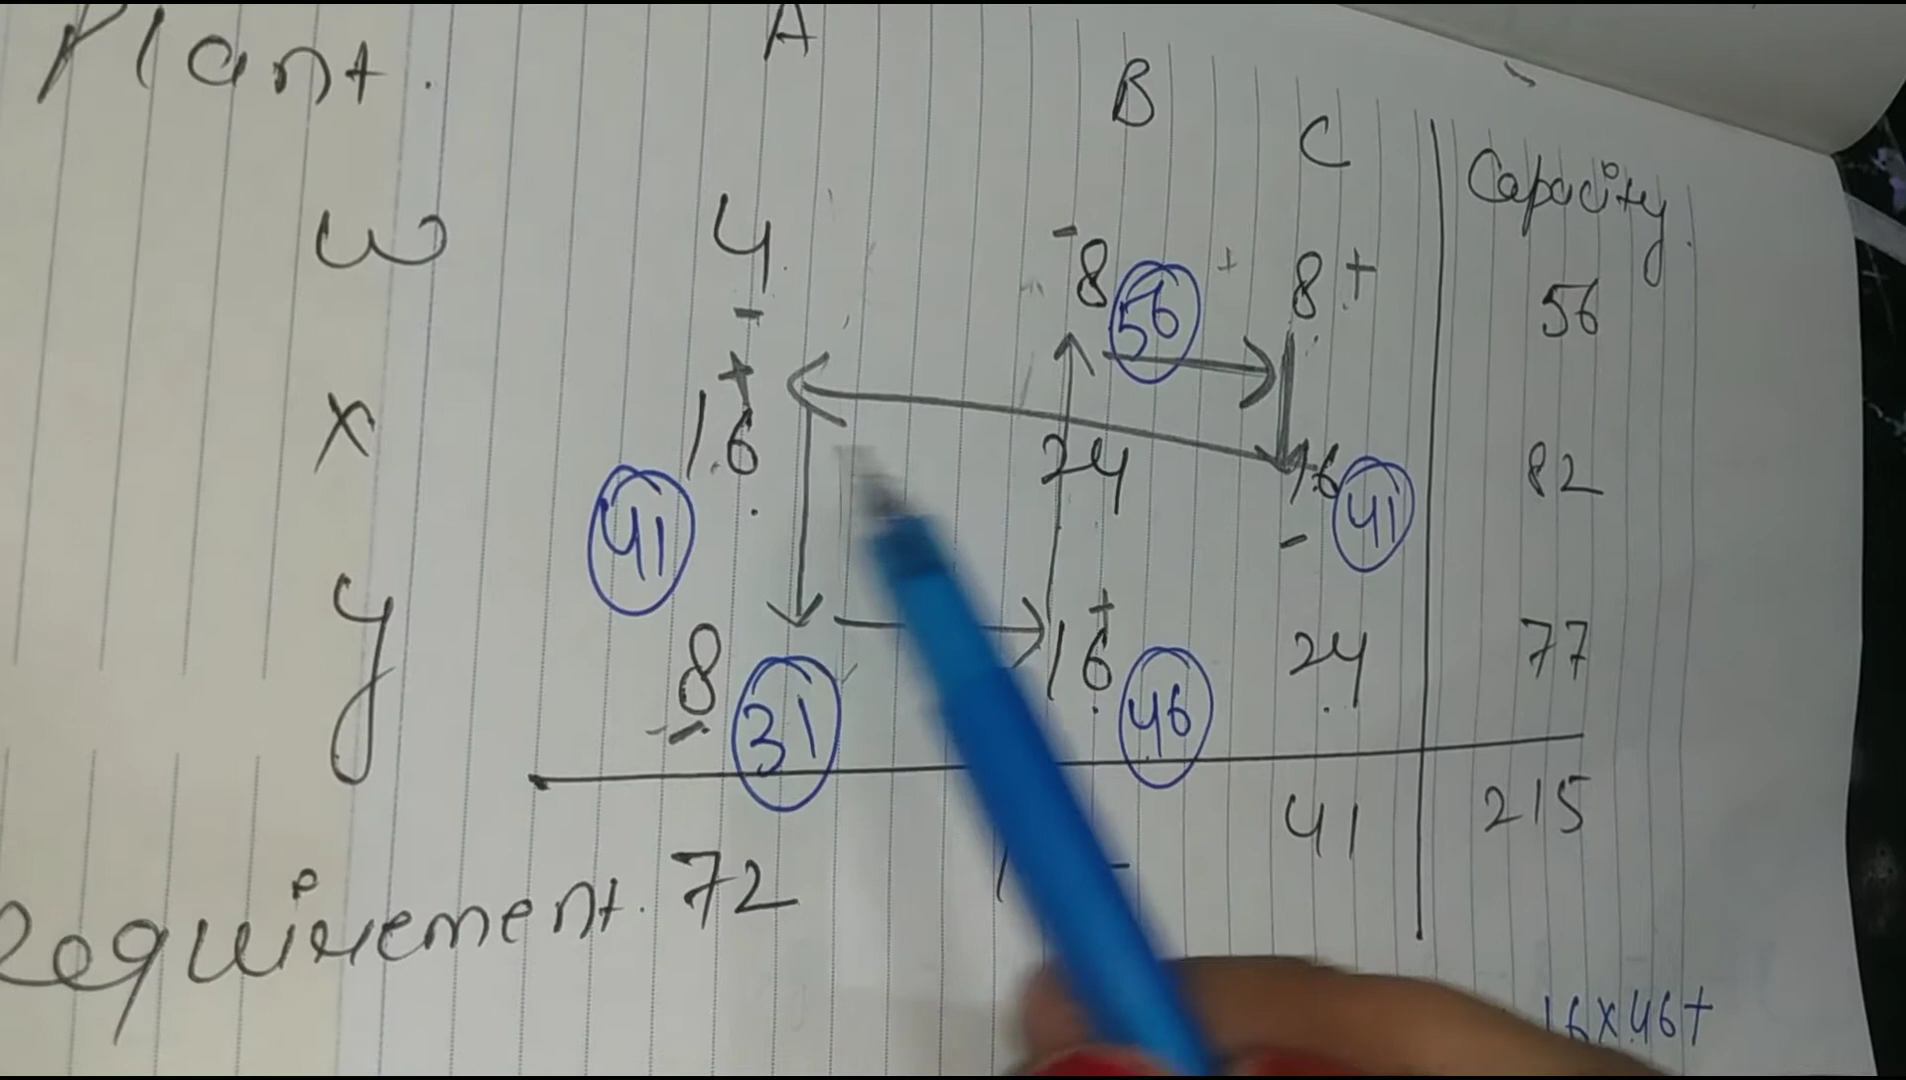 Plant. A B C Capacity.
w 4 - -8 56 + 8 + 56
x + 16 41 24 16 - 41 82
y -8 31 + 16 46 24 77
41 215
Requirement. 72
16x46+